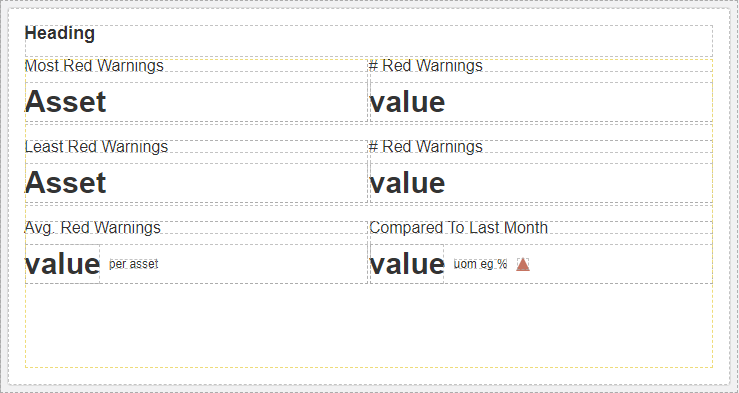 Heading
Most Red Warnings # Red Warnings
Asset value
Least Red Warnings # Red Warnings
Asset value
Avg. Red Warnings Compared To Last Month
value per asset value uom eg %